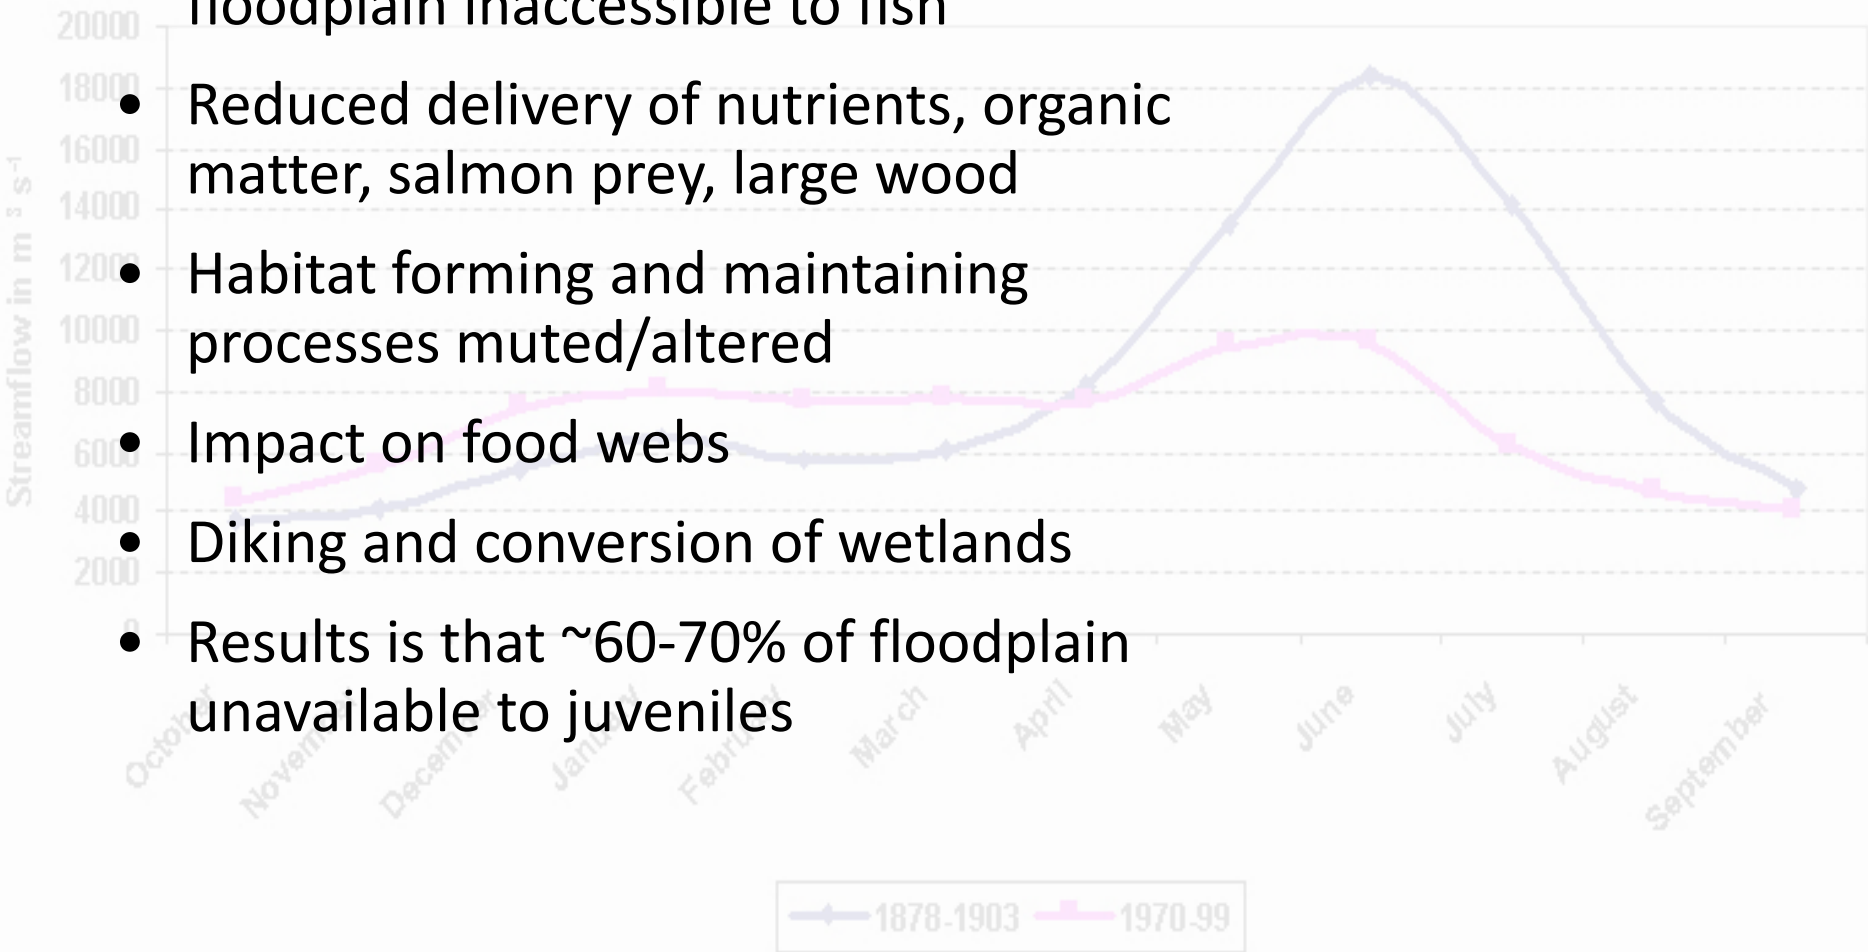 floodplain inaccessible to fish
• Reduced delivery of nutrients, organic
matter, salmon prey, large wood
• Habitat forming and maintaining
processes muted/altered
• Impact on food webs
• Diking and conversion of wetlands
• Results is that ~60-70% of floodplain
unavailable to juveniles
Streamflow in m³ s⁻¹
20000
18000
16000
14000
12000
10000
8000
6000
4000
2000
0
October
November
December
January
February
March
April
May
June
July
August
September
1878-1903
1970-99